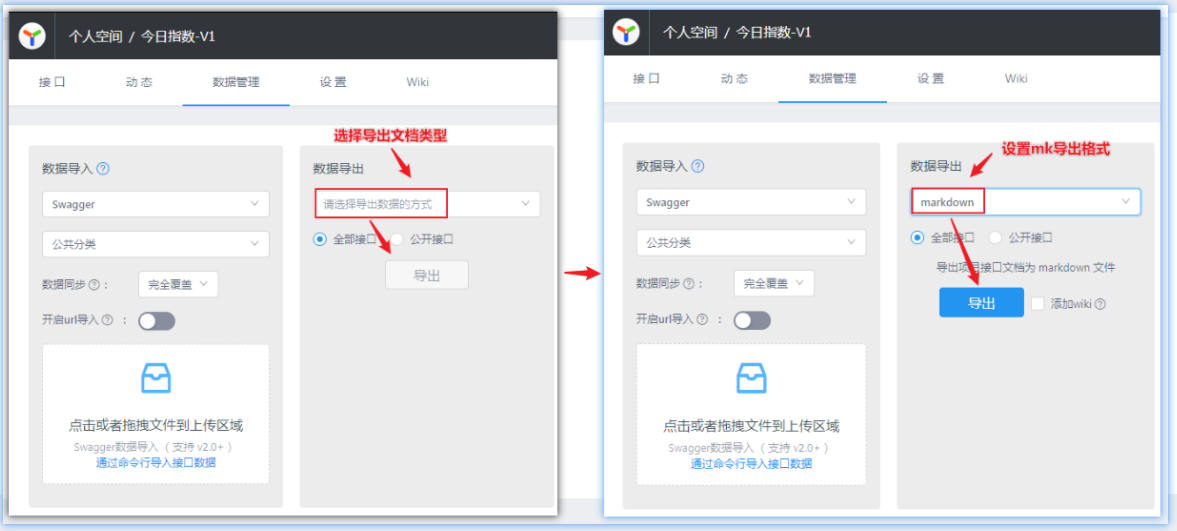 个人空间 / 今日指数-V1
接口 动态 数据管理 设置 Wiki
选择导出文档类型
数据导入 ?
Swagger
公共分类
数据同步 ? ： 完全覆盖
开启url导入 ? ：
点击或者拖拽文件到上传区域
Swagger数据导入（支持 v2.0+）
通过命令行导入接口数据
数据导出
请选择导出数据的方式
全部接口 公开接口
导出
个人空间 / 今日指数-V1
接口 动态 数据管理 设置 Wiki
设置mk导出格式
数据导入 ?
Swagger
公共分类
数据同步 ? ： 完全覆盖
开启url导入 ? ：
点击或者拖拽文件到上传区域
Swagger数据导入（支持 v2.0+）
通过命令行导入接口数据
数据导出
markdown
全部接口 公开接口
导出项目接口文档为 markdown 文件
导出 添加wiki ?